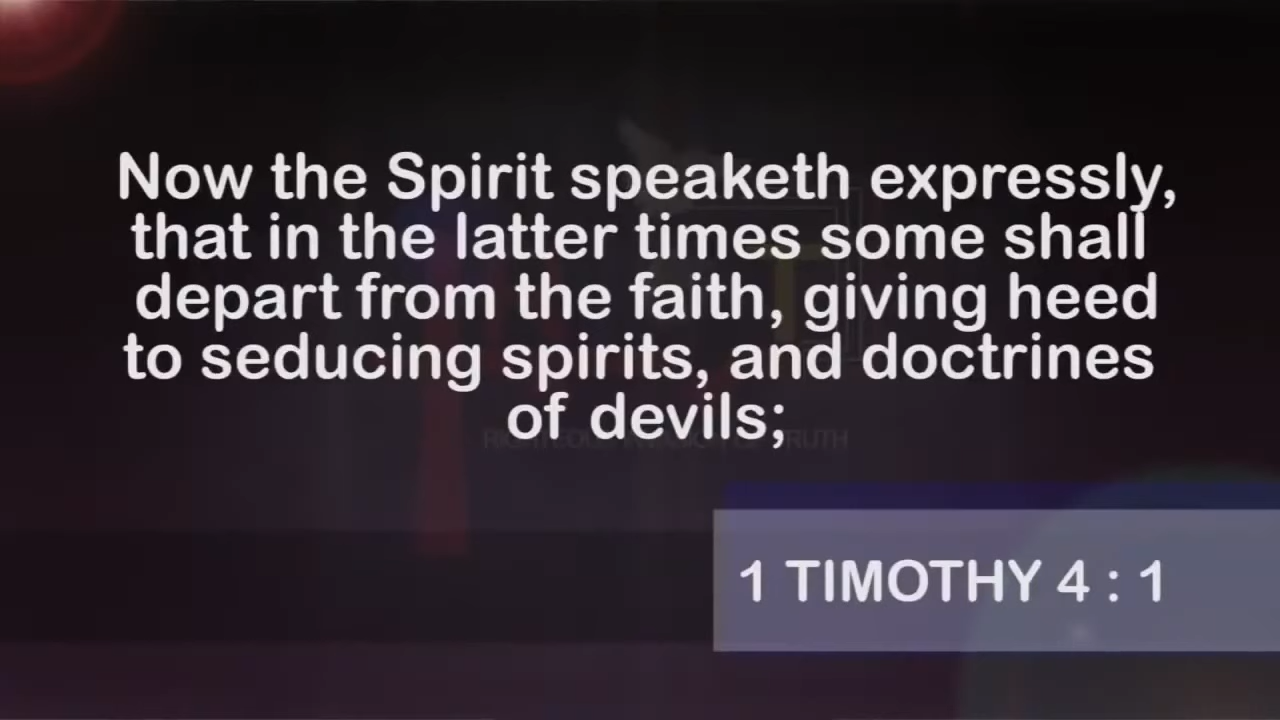 Now the Spirit speaketh expressly,
that in the latter times some shall
depart from the faith, giving heed
to seducing spirits, and doctrines
of devils;
1 TIMOTHY 4 : 1